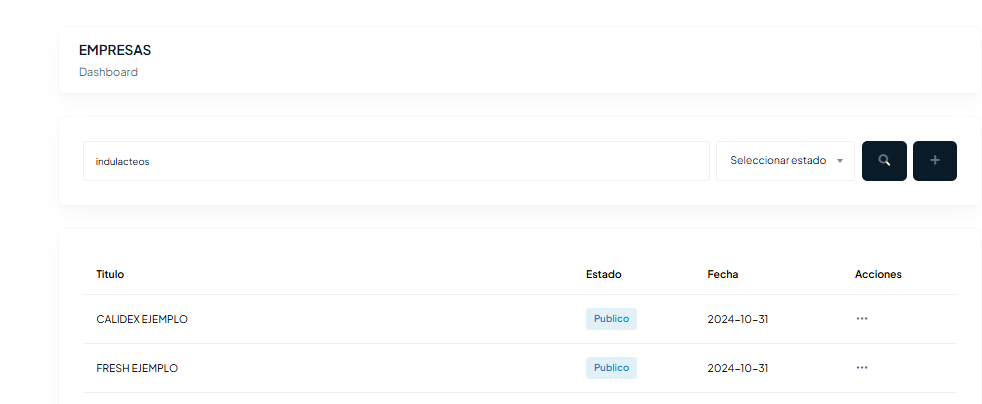 EMPRESAS
Dashboard
indulacteos
Seleccionar estado
Titulo Estado Fecha Acciones
CALIDEX EJEMPLO Publico 2024-10-31
FRESH EJEMPLO Publico 2024-10-31